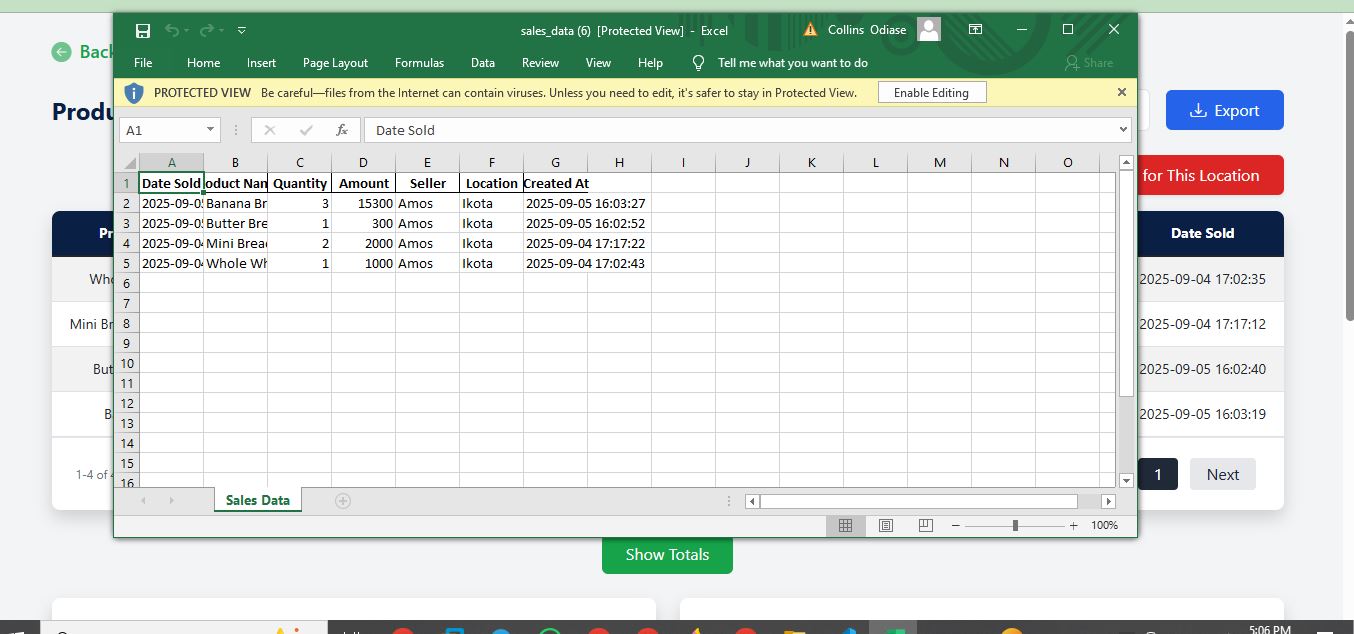 sales_data (6) [Protected View] - Excel
Collins Odiase
File Home Insert Page Layout Formulas Data Review View Help Tell me what you want to do Share
PROTECTED VIEW Be careful—files from the Internet can contain viruses. Unless you need to edit, it's safer to stay in Protected View. Enable Editing
A1 fx Date Sold
A B C D E F G H I J K L M N O
1 Date Sold oduct Nan Quantity Amount Seller Location Created At
2 2025-09-05 Banana Br 3 15300 Amos Ikota 2025-09-05 16:03:27
3 2025-09-05 Butter Bre 1 300 Amos Ikota 2025-09-05 16:02:52
4 2025-09-04 Mini Brea 2 2000 Amos Ikota 2025-09-04 17:17:22
5 2025-09-04 Whole Wh 1 1000 Amos Ikota 2025-09-04 17:02:43
6
7
8
9
10
11
12
13
14
15
16
Sales Data
100%
Back
Produ
Export
for This Location
Pr Date Sold
Who 2025-09-04 17:02:35
Mini Br 2025-09-04 17:17:12
But 2025-09-05 16:02:40
B 2025-09-05 16:03:19
1-4 of 1 Next
Show Totals
5:06 PM